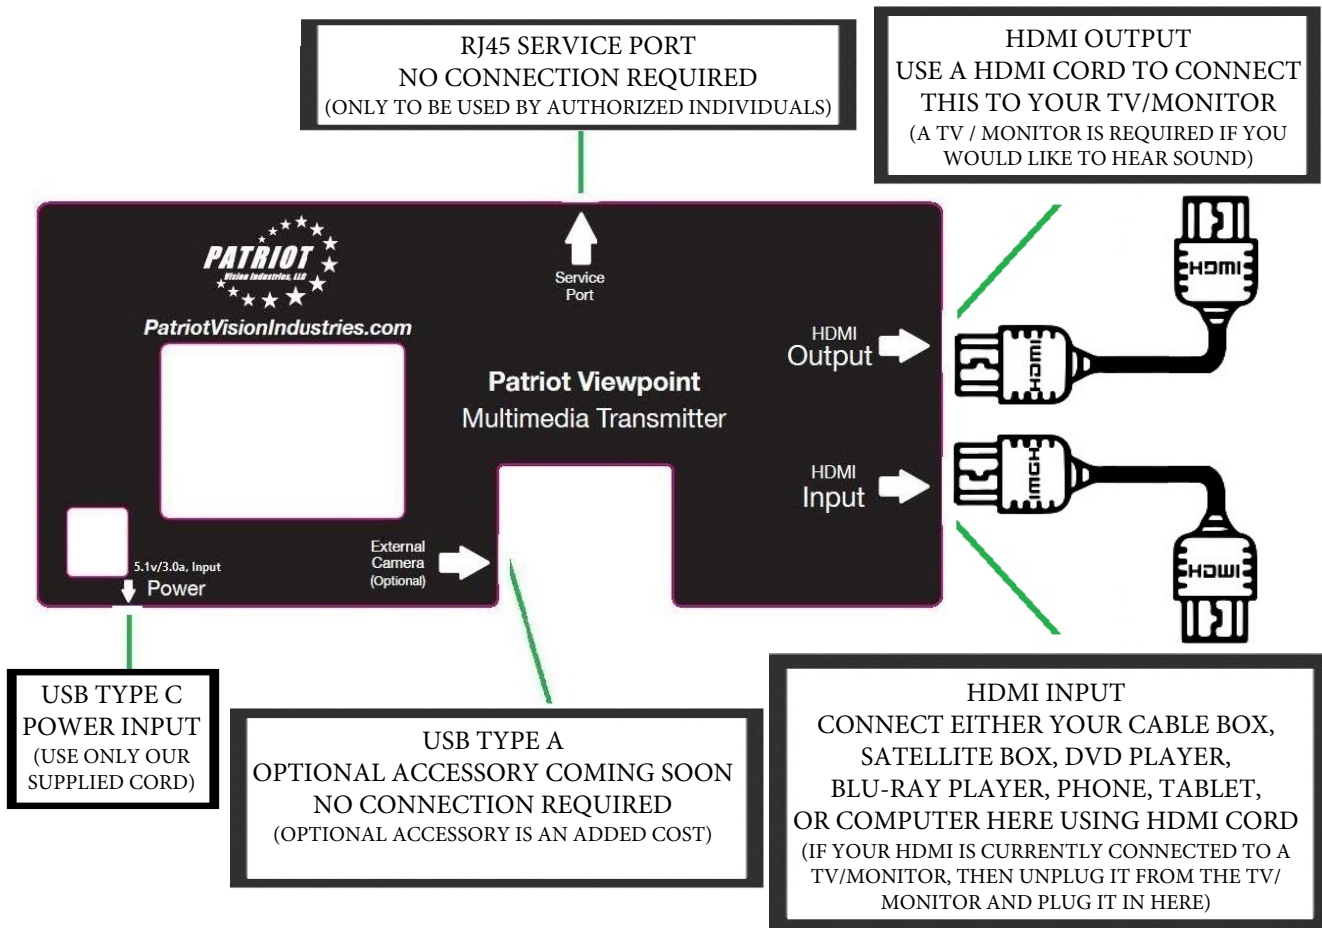 RJ45 SERVICE PORT
NO CONNECTION REQUIRED
(ONLY TO BE USED BY AUTHORIZED INDIVIDUALS)
HDMI OUTPUT
USE A HDMI CORD TO CONNECT
THIS TO YOUR TV/MONITOR
(A TV / MONITOR IS REQUIRED IF YOU
WOULD LIKE TO HEAR SOUND)
PATRIOT
Vision Industries, LLC
PatriotVisionIndustries.com
Service
Port
HDMI
Output
HDMI
HDMI
Patriot Viewpoint
Multimedia Transmitter
HDMI
Input
HDMI
HDMI
External
Camera
(Optional)
5.1v/3.0a, Input
Power
USB TYPE C
POWER INPUT
(USE ONLY OUR
SUPPLIED CORD)
USB TYPE A
OPTIONAL ACCESSORY COMING SOON
NO CONNECTION REQUIRED
(OPTIONAL ACCESSORY IS AN ADDED COST)
HDMI INPUT
CONNECT EITHER YOUR CABLE BOX,
SATELLITE BOX, DVD PLAYER,
BLU-RAY PLAYER, PHONE, TABLET,
OR COMPUTER HERE USING HDMI CORD
(IF YOUR HDMI IS CURRENTLY CONNECTED TO A
TV/MONITOR, THEN UNPLUG IT FROM THE TV/
MONITOR AND PLUG IT IN HERE)